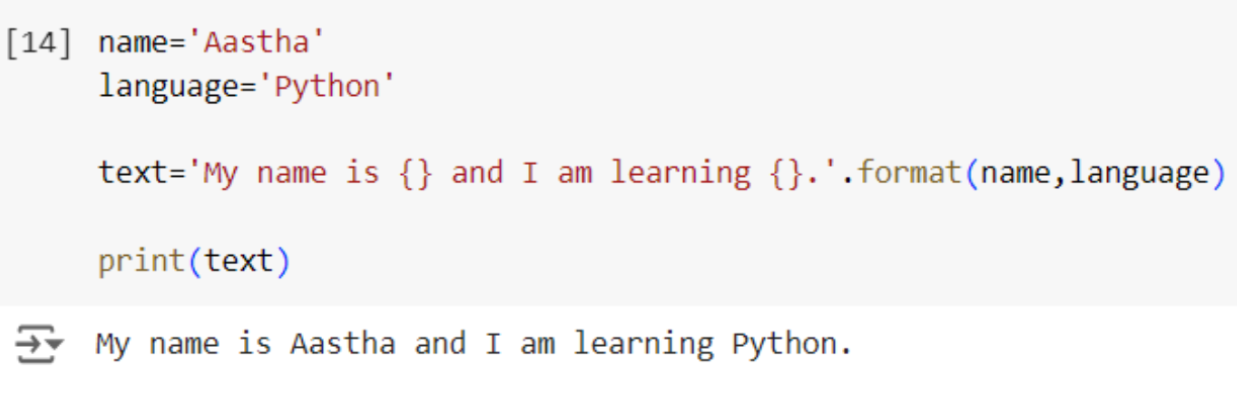 [14] name='Aastha'
language='Python'
text='My name is {} and I am learning {}.'.format(name,language)
print(text)
My name is Aastha and I am learning Python.